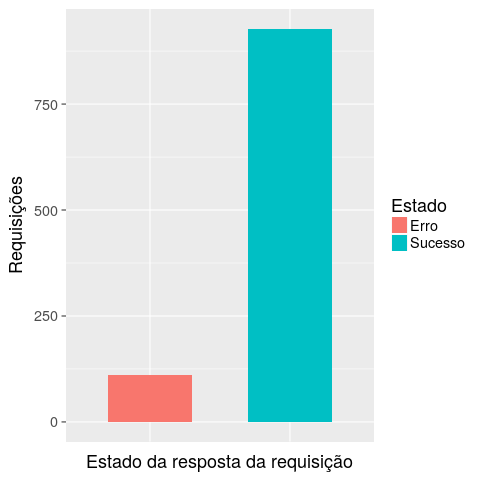 Requisições
750
500
250
0
Estado da resposta da requisição
Estado
Erro
Sucesso